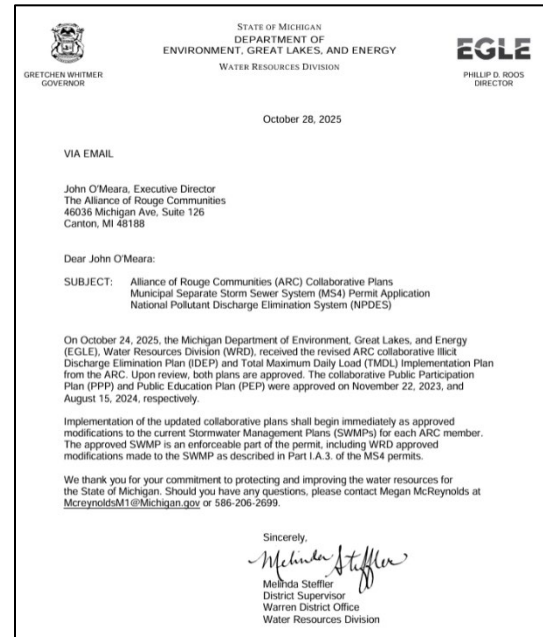 STATE OF MICHIGAN
DEPARTMENT OF
ENVIRONMENT, GREAT LAKES, AND ENERGY
WATER RESOURCES DIVISION
GRETCHEN WHITMER
GOVERNOR
EGLE
PHILLIP D. ROOS
DIRECTOR
October 28, 2025
VIA EMAIL
John O'Meara, Executive Director
The Alliance of Rouge Communities
46036 Michigan Ave, Suite 126
Canton, MI 48188
Dear John O'Meara:
SUBJECT: Alliance of Rouge Communities (ARC) Collaborative Plans
Municipal Separate Storm Sewer System (MS4) Permit Application
National Pollutant Discharge Elimination System (NPDES)
On October 24, 2025, the Michigan Department of Environment, Great Lakes, and Energy
(EGLE), Water Resources Division (WRD), received the revised ARC collaborative Illicit
Discharge Elimination Plan (IDEP) and Total Maximum Daily Load (TMDL) Implementation Plan
from the ARC. Upon review, both plans are approved. The collaborative Public Participation
Plan (PPP) and Public Education Plan (PEP) were approved on November 22, 2023, and
August 15, 2024, respectively.
Implementation of the updated collaborative plans shall begin immediately as approved
modifications to the current Stormwater Management Plans (SWMPs) for each ARC member.
The approved SWMP is an enforceable part of the permit, including WRD approved
modifications made to the SWMP as described in Part I.A.3. of the MS4 permits.
We thank you for your commitment to protecting and improving the water resources for
the State of Michigan. Should you have any questions, please contact Megan McReynolds at
McreynoldsM1@Michigan.gov or 586-206-2699.
Sincerely,
Melinda Steffler
Melinda Steffler
District Supervisor
Warren District Office
Water Resources Division